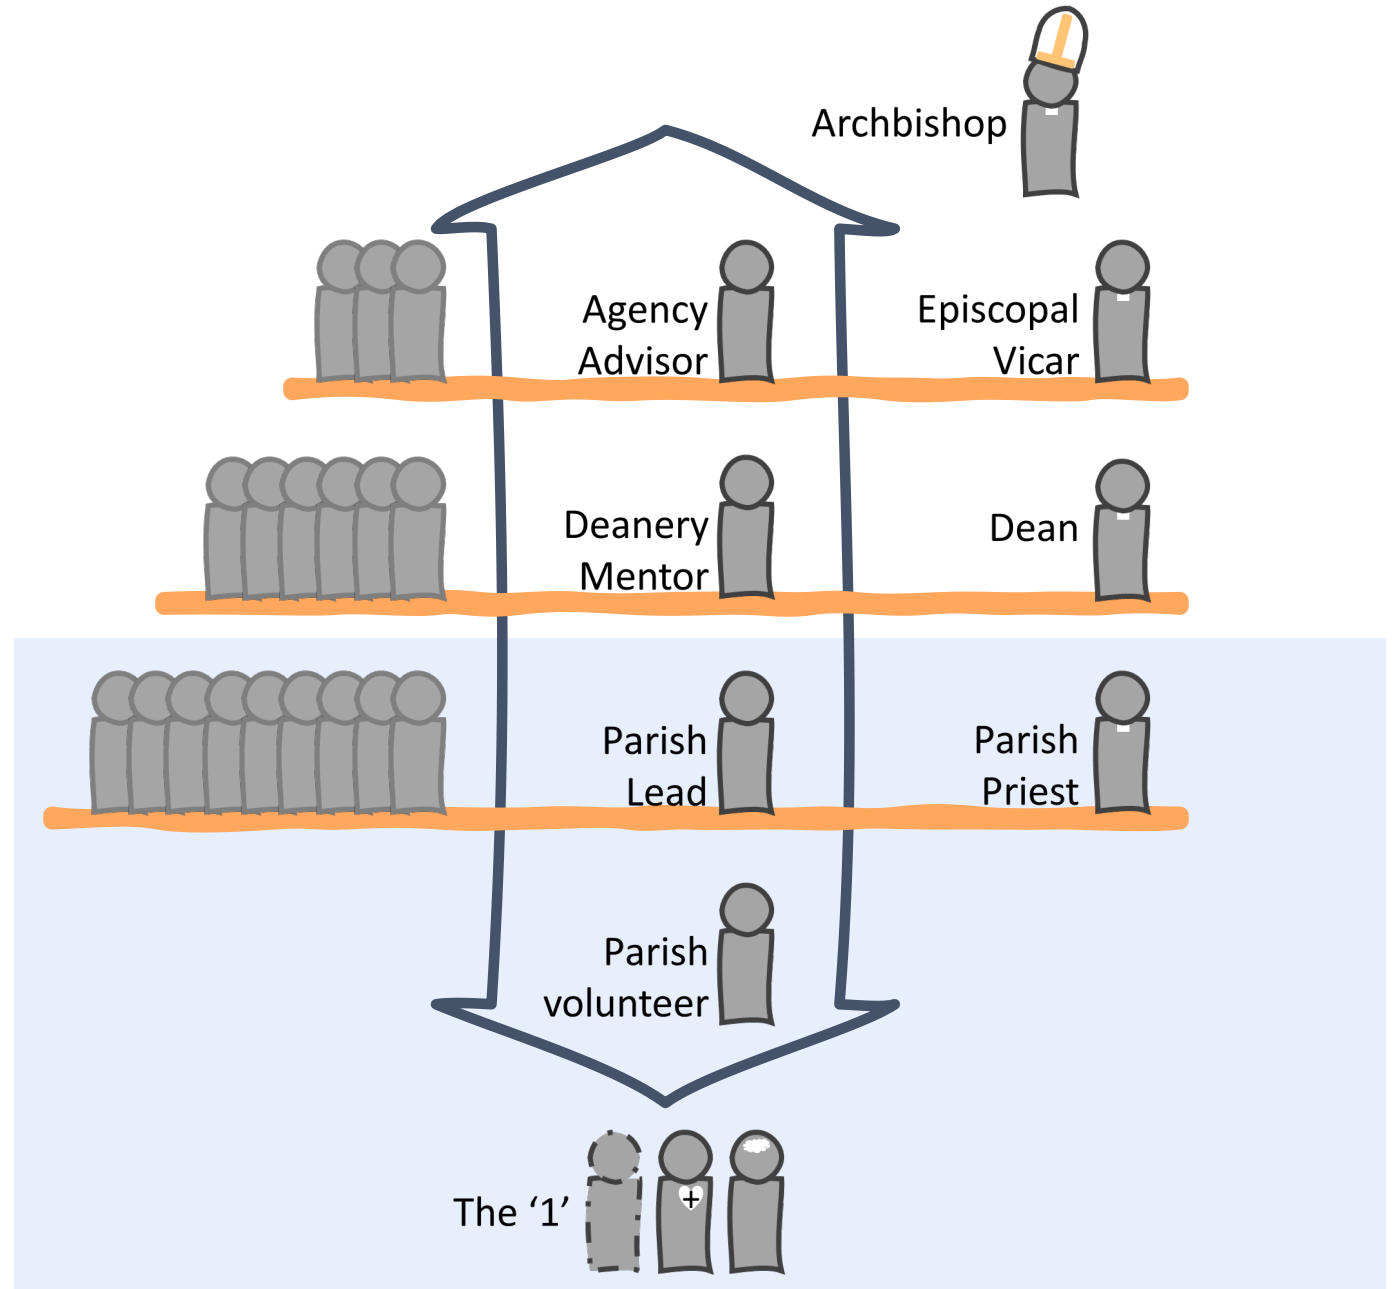 Archbishop
Agency
Advisor
Episcopal
Vicar
Deanery
Mentor
Dean
Parish
Lead
Parish
Priest
Parish
volunteer
The ‘1’
+